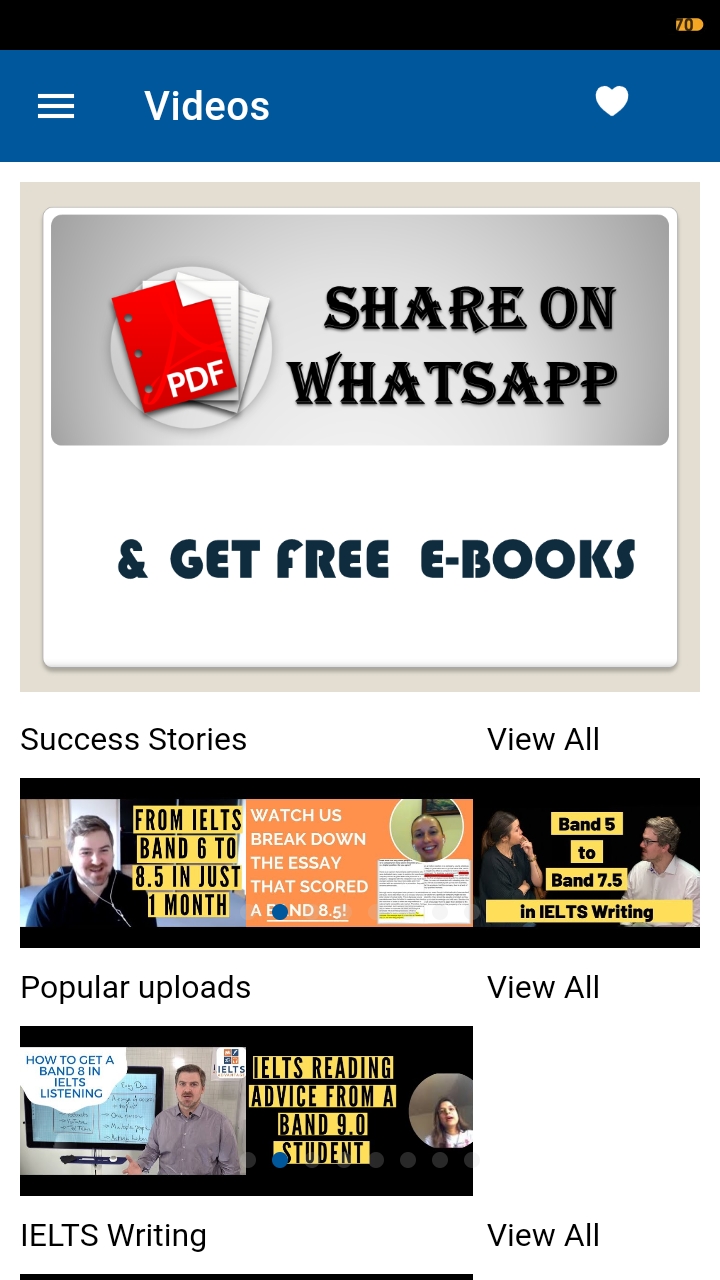 70
Videos
SHARE ON
WHATSAPP
PDF
& GET FREE E-BOOKS
Success Stories
View All
FROM IELTS
BAND 6 TO
8.5 IN JUST
1 MONTH
WATCH US
BREAK DOWN
THE ESSAY
THAT SCORED
A BAND 8.5!
Band 5
to
Band 7.5
in IELTS Writing
Popular uploads
View All
HOW TO GET A
BAND 8 IN
IELTS
LISTENING
IELTS
IELTS READING
ADVICE FROM A
BAND 9.0
STUDENT
IELTS Writing
View All